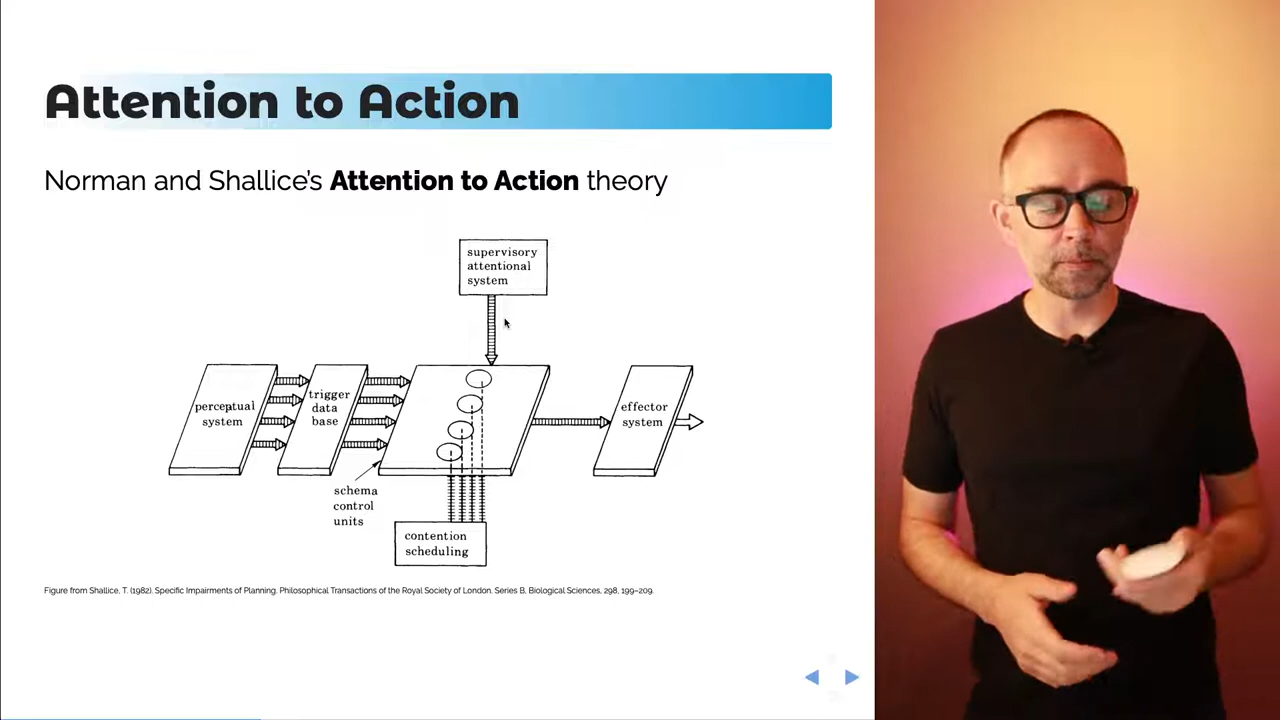 Attention to Action
Norman and Shallice's Attention to Action theory
supervisory
attentional
system
perceptual
system
trigger
data
base
effector
system
schema
control
units
contention
scheduling
Figure from Shallice, T. (1982). Specific Impairments of Planning. Philosophical Transactions of the Royal Society of London. Series B, Biological Sciences, 298, 199–209.